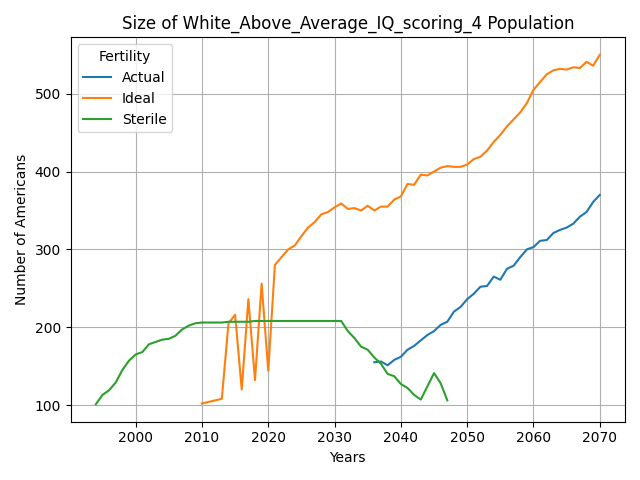 Size of White_Above_Average_IQ_scoring_4 Population
Fertility
Actual
Ideal
Sterile
Number of Americans
500
400
300
200
100
2000
2010
2020
2030
2040
2050
2060
2070
Years